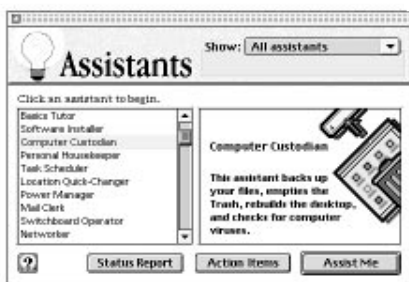 Assistants
Show: All assistants
Click an assistant to begin.
Basics Tutor
Software Installer
Computer Custodian
Personal Housekeeper
Task Scheduler
Location Quick-Changer
Power Manager
Mail Clerk
Switchboard Operator
Networker
Computer Custodian
This assistant backs up
your files, empties the
Trash, rebuilds the desktop,
and checks for computer
viruses.
?
Status Report
Action Items
Assist Me